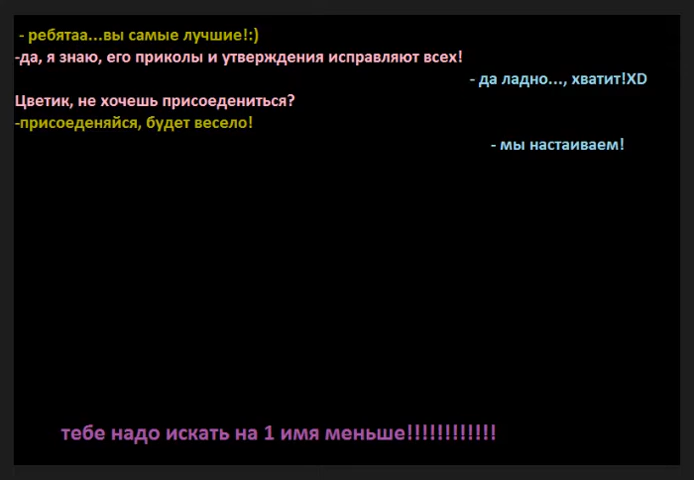 - ребятаа...вы самые лучшие!:)
-да, я знаю, его приколы и утверждения исправляют всех!
- да ладно..., хватит!XD
Цветик, не хочешь присоедениться?
-присоеденяйся, будет весело!
- мы настаиваем!
тебе надо искать на 1 имя меньше!!!!!!!!!!!!